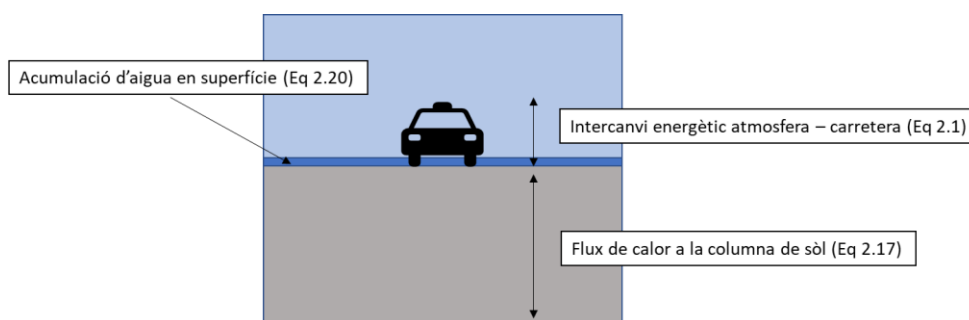 Acumulació d'aigua en superfície (Eq 2.20)
Intercanvi energètic atmosfera – carretera (Eq 2.1)
Flux de calor a la columna de sòl (Eq 2.17)